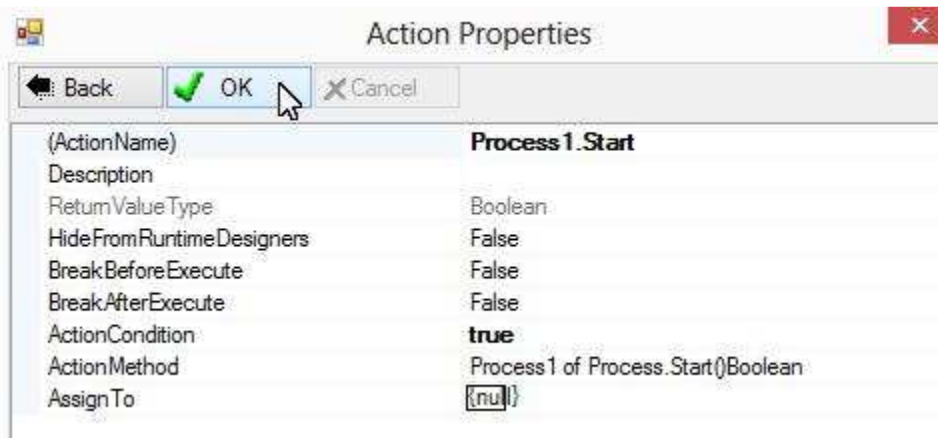 Action Properties
Back OK Cancel
(ActionName) Process1.Start
Description
ReturnValueType Boolean
HideFromRuntimeDesigners False
BreakBeforeExecute False
BreakAfterExecute False
ActionCondition true
ActionMethod Process1 of Process.Start()Boolean
AssignTo {null}